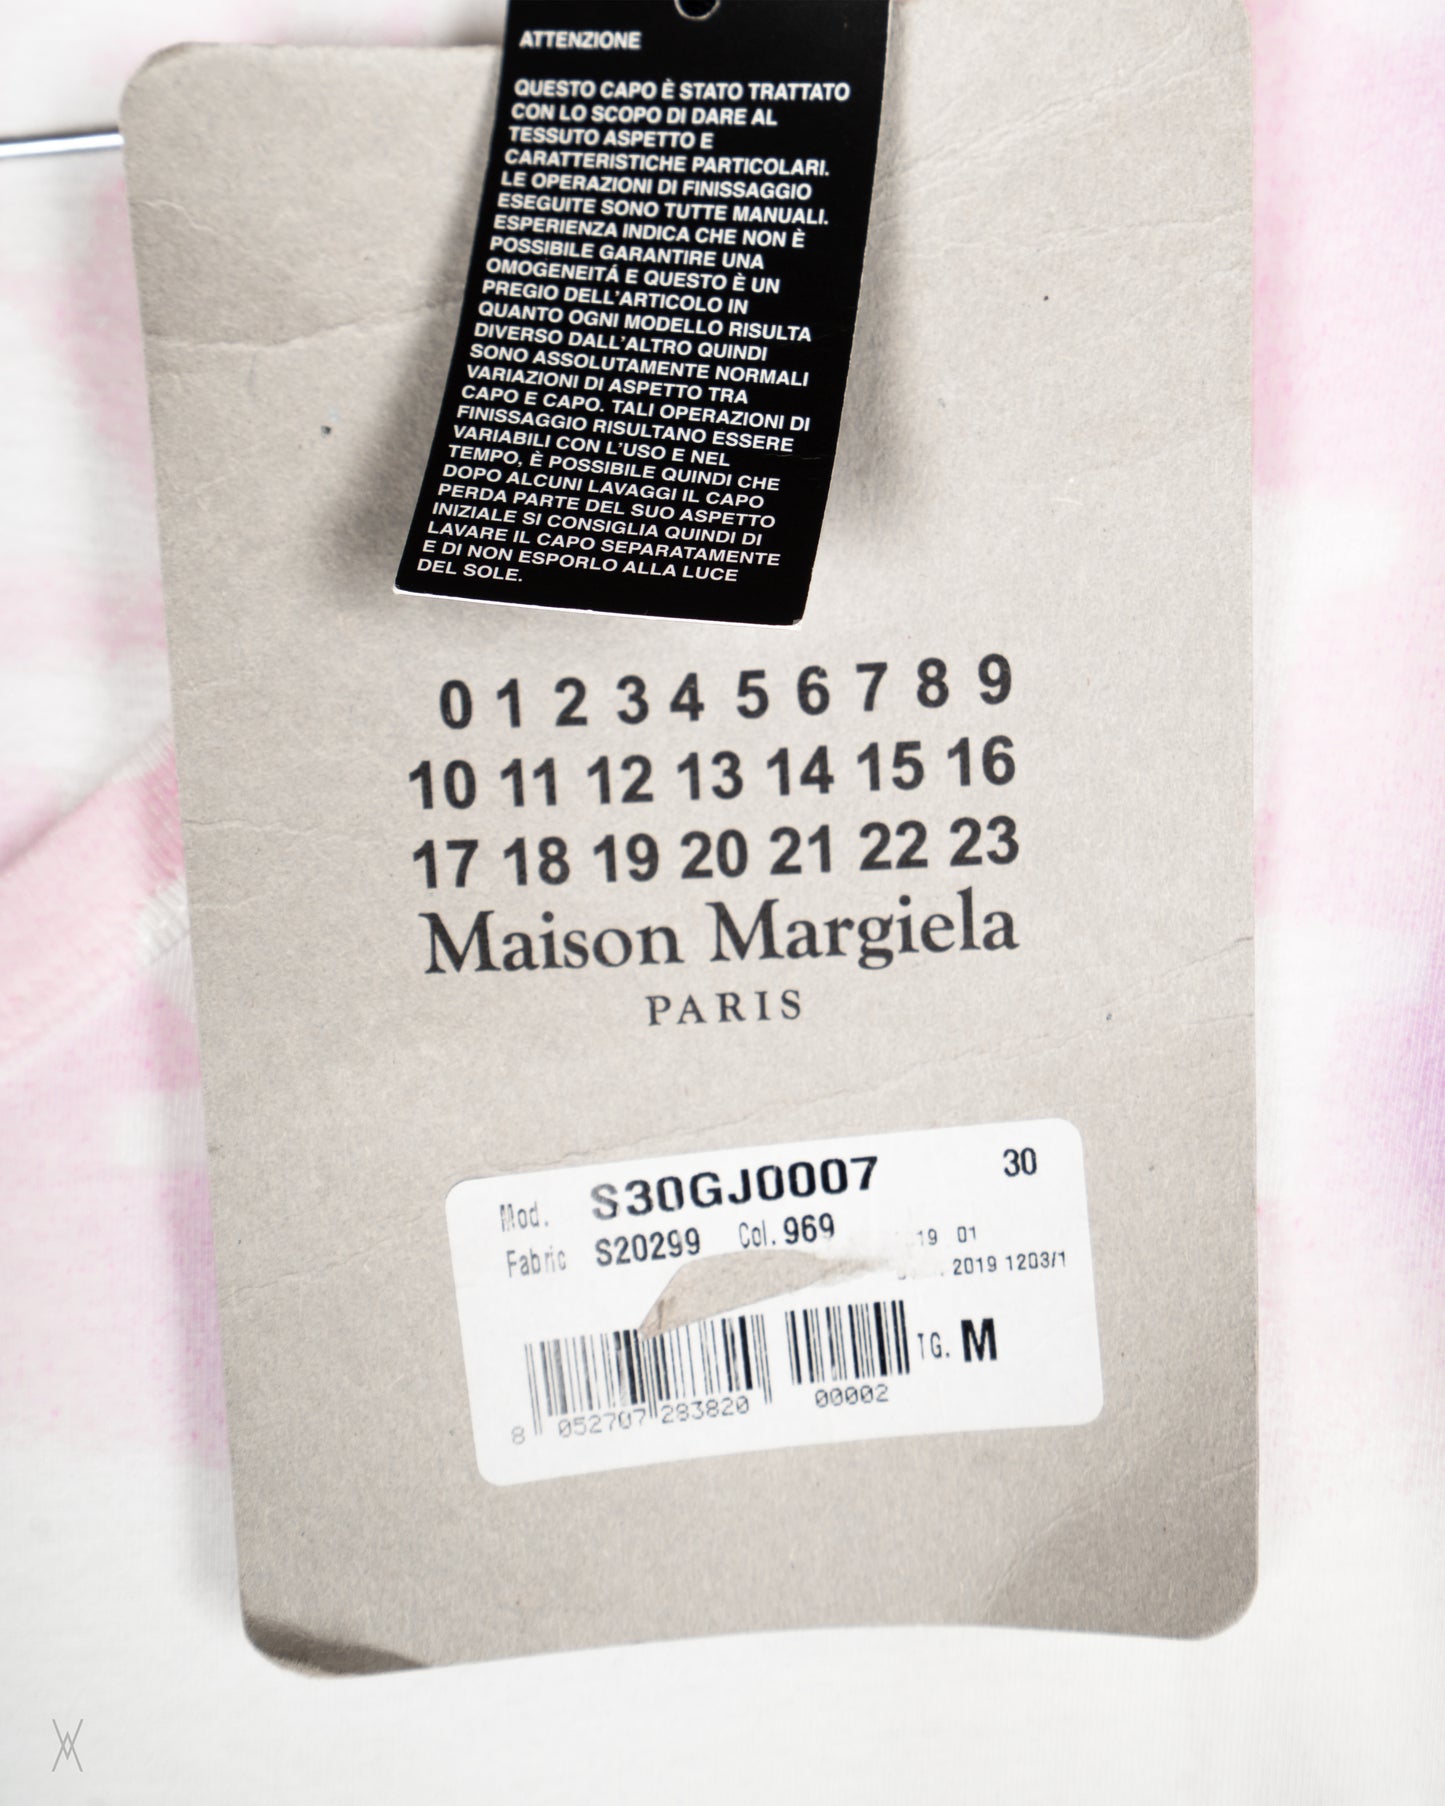 ATTENZIONE
QUESTO CAPO È STATO TRATTATO
CON LO SCOPO DI DARE AL
TESSUTO ASPETTO E
CARATTERISTICHE PARTICOLARI.
LE OPERAZIONI DI FINISSAGGIO
ESEGUITE SONO TUTTE MANUALI.
ESPERIENZA INDICA CHE NON È
POSSIBILE GARANTIRE UNA
OMOGENEITÁ E QUESTO È UN
PREGIO DELL'ARTICOLO IN
QUANTO OGNI MODELLO RISULTA
DIVERSO DALL'ALTRO QUINDI
SONO ASSOLUTAMENTE NORMALI
VARIAZIONI DI ASPETTO TRA
CAPO E CAPO. TALI OPERAZIONI DI
FINISSAGGIO RISULTANO ESSERE
VARIABILI CON L'USO E NEL
TEMPO, È POSSIBILE QUINDI CHE
DOPO ALCUNI LAVAGGI IL CAPO
PERDA PARTE DEL SUO ASPETTO
INIZIALE SI CONSIGLIA QUINDI DI
LAVARE IL CAPO SEPARATAMENTE
E DI NON ESPORLO ALLA LUCE
DEL SOLE.
0 1 2 3 4 5 6 7 8 9
10 11 12 13 14 15 16
17 18 19 20 21 22 23
Maison Margiela
PARIS
Mod. S30GJ0007 30
Fabric S20299 Col. 969 19 01
2019 1203/1
TG. M
8 052707 283820 00002